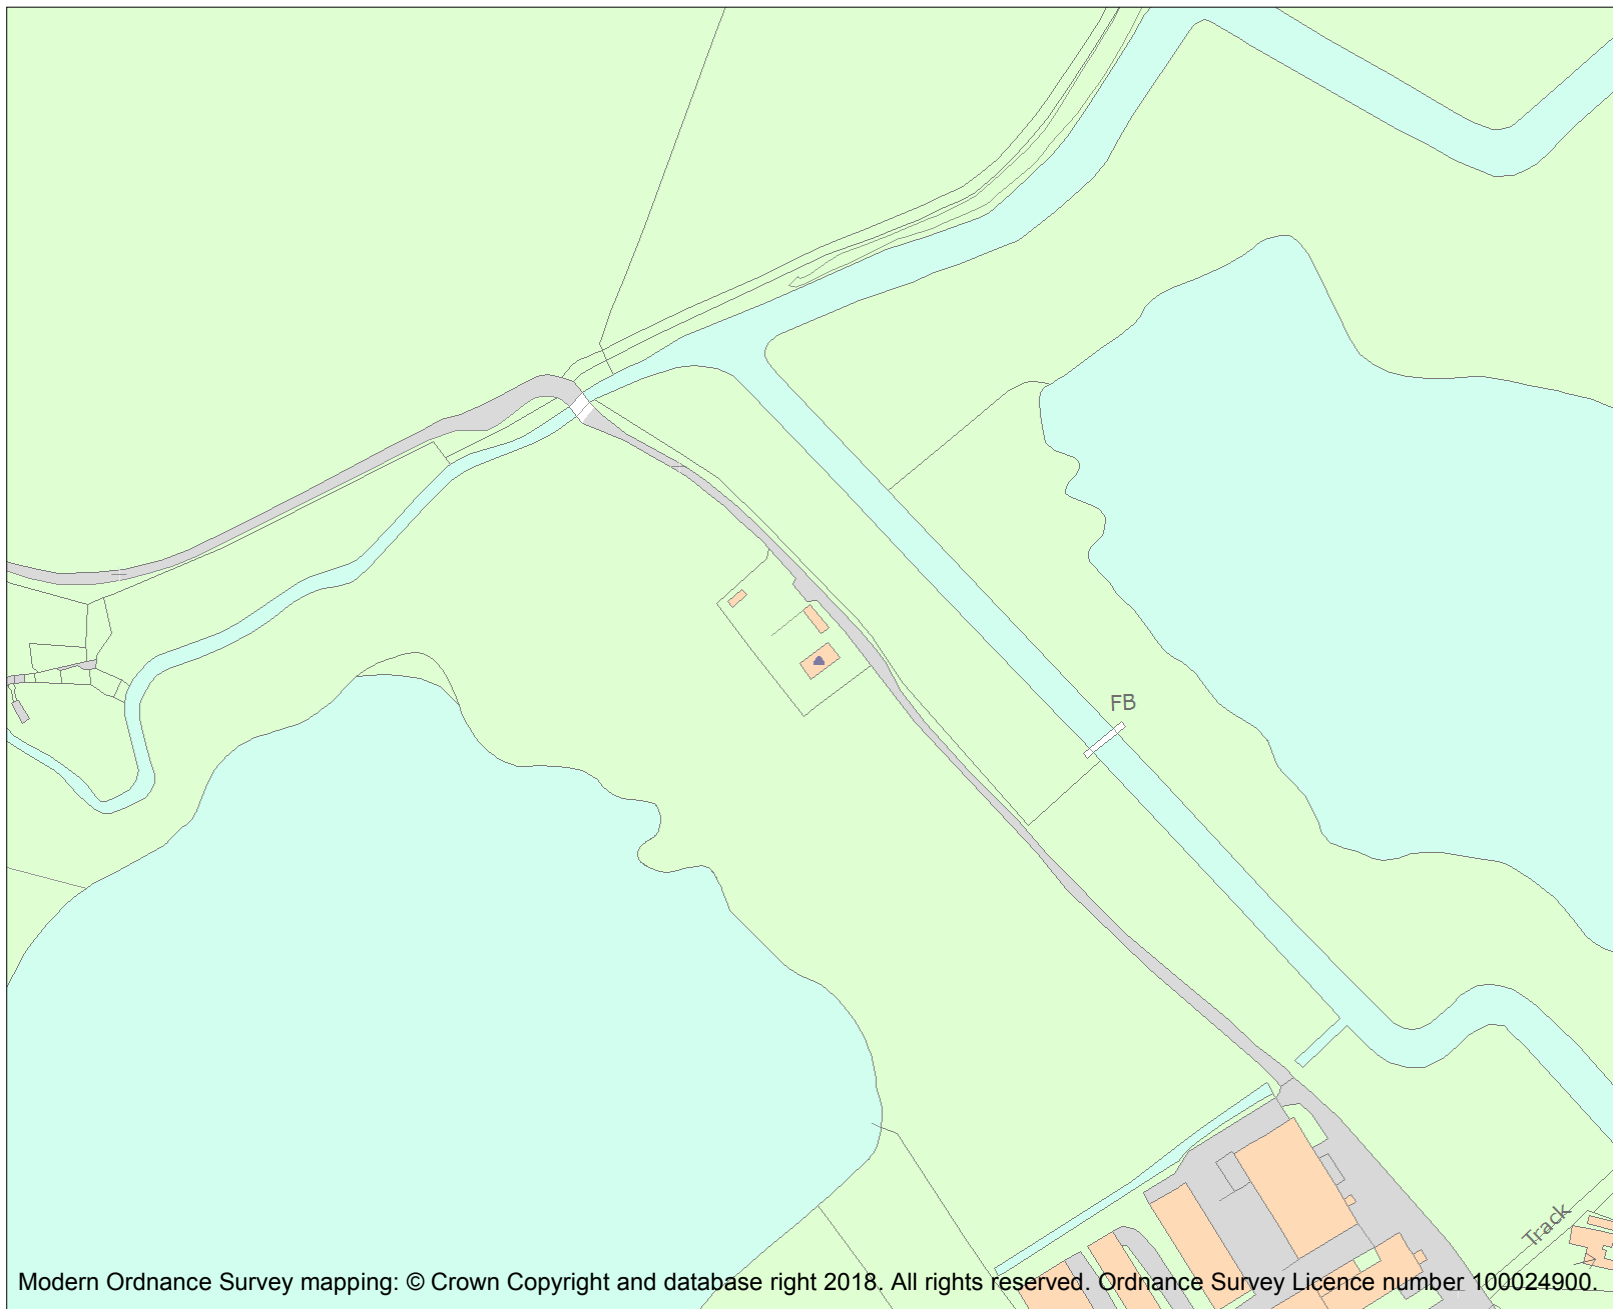 FB
Track
Modern Ordnance Survey mapping: © Crown Copyright and database right 2018. All rights reserved. Ordnance Survey Licence number 100024900.